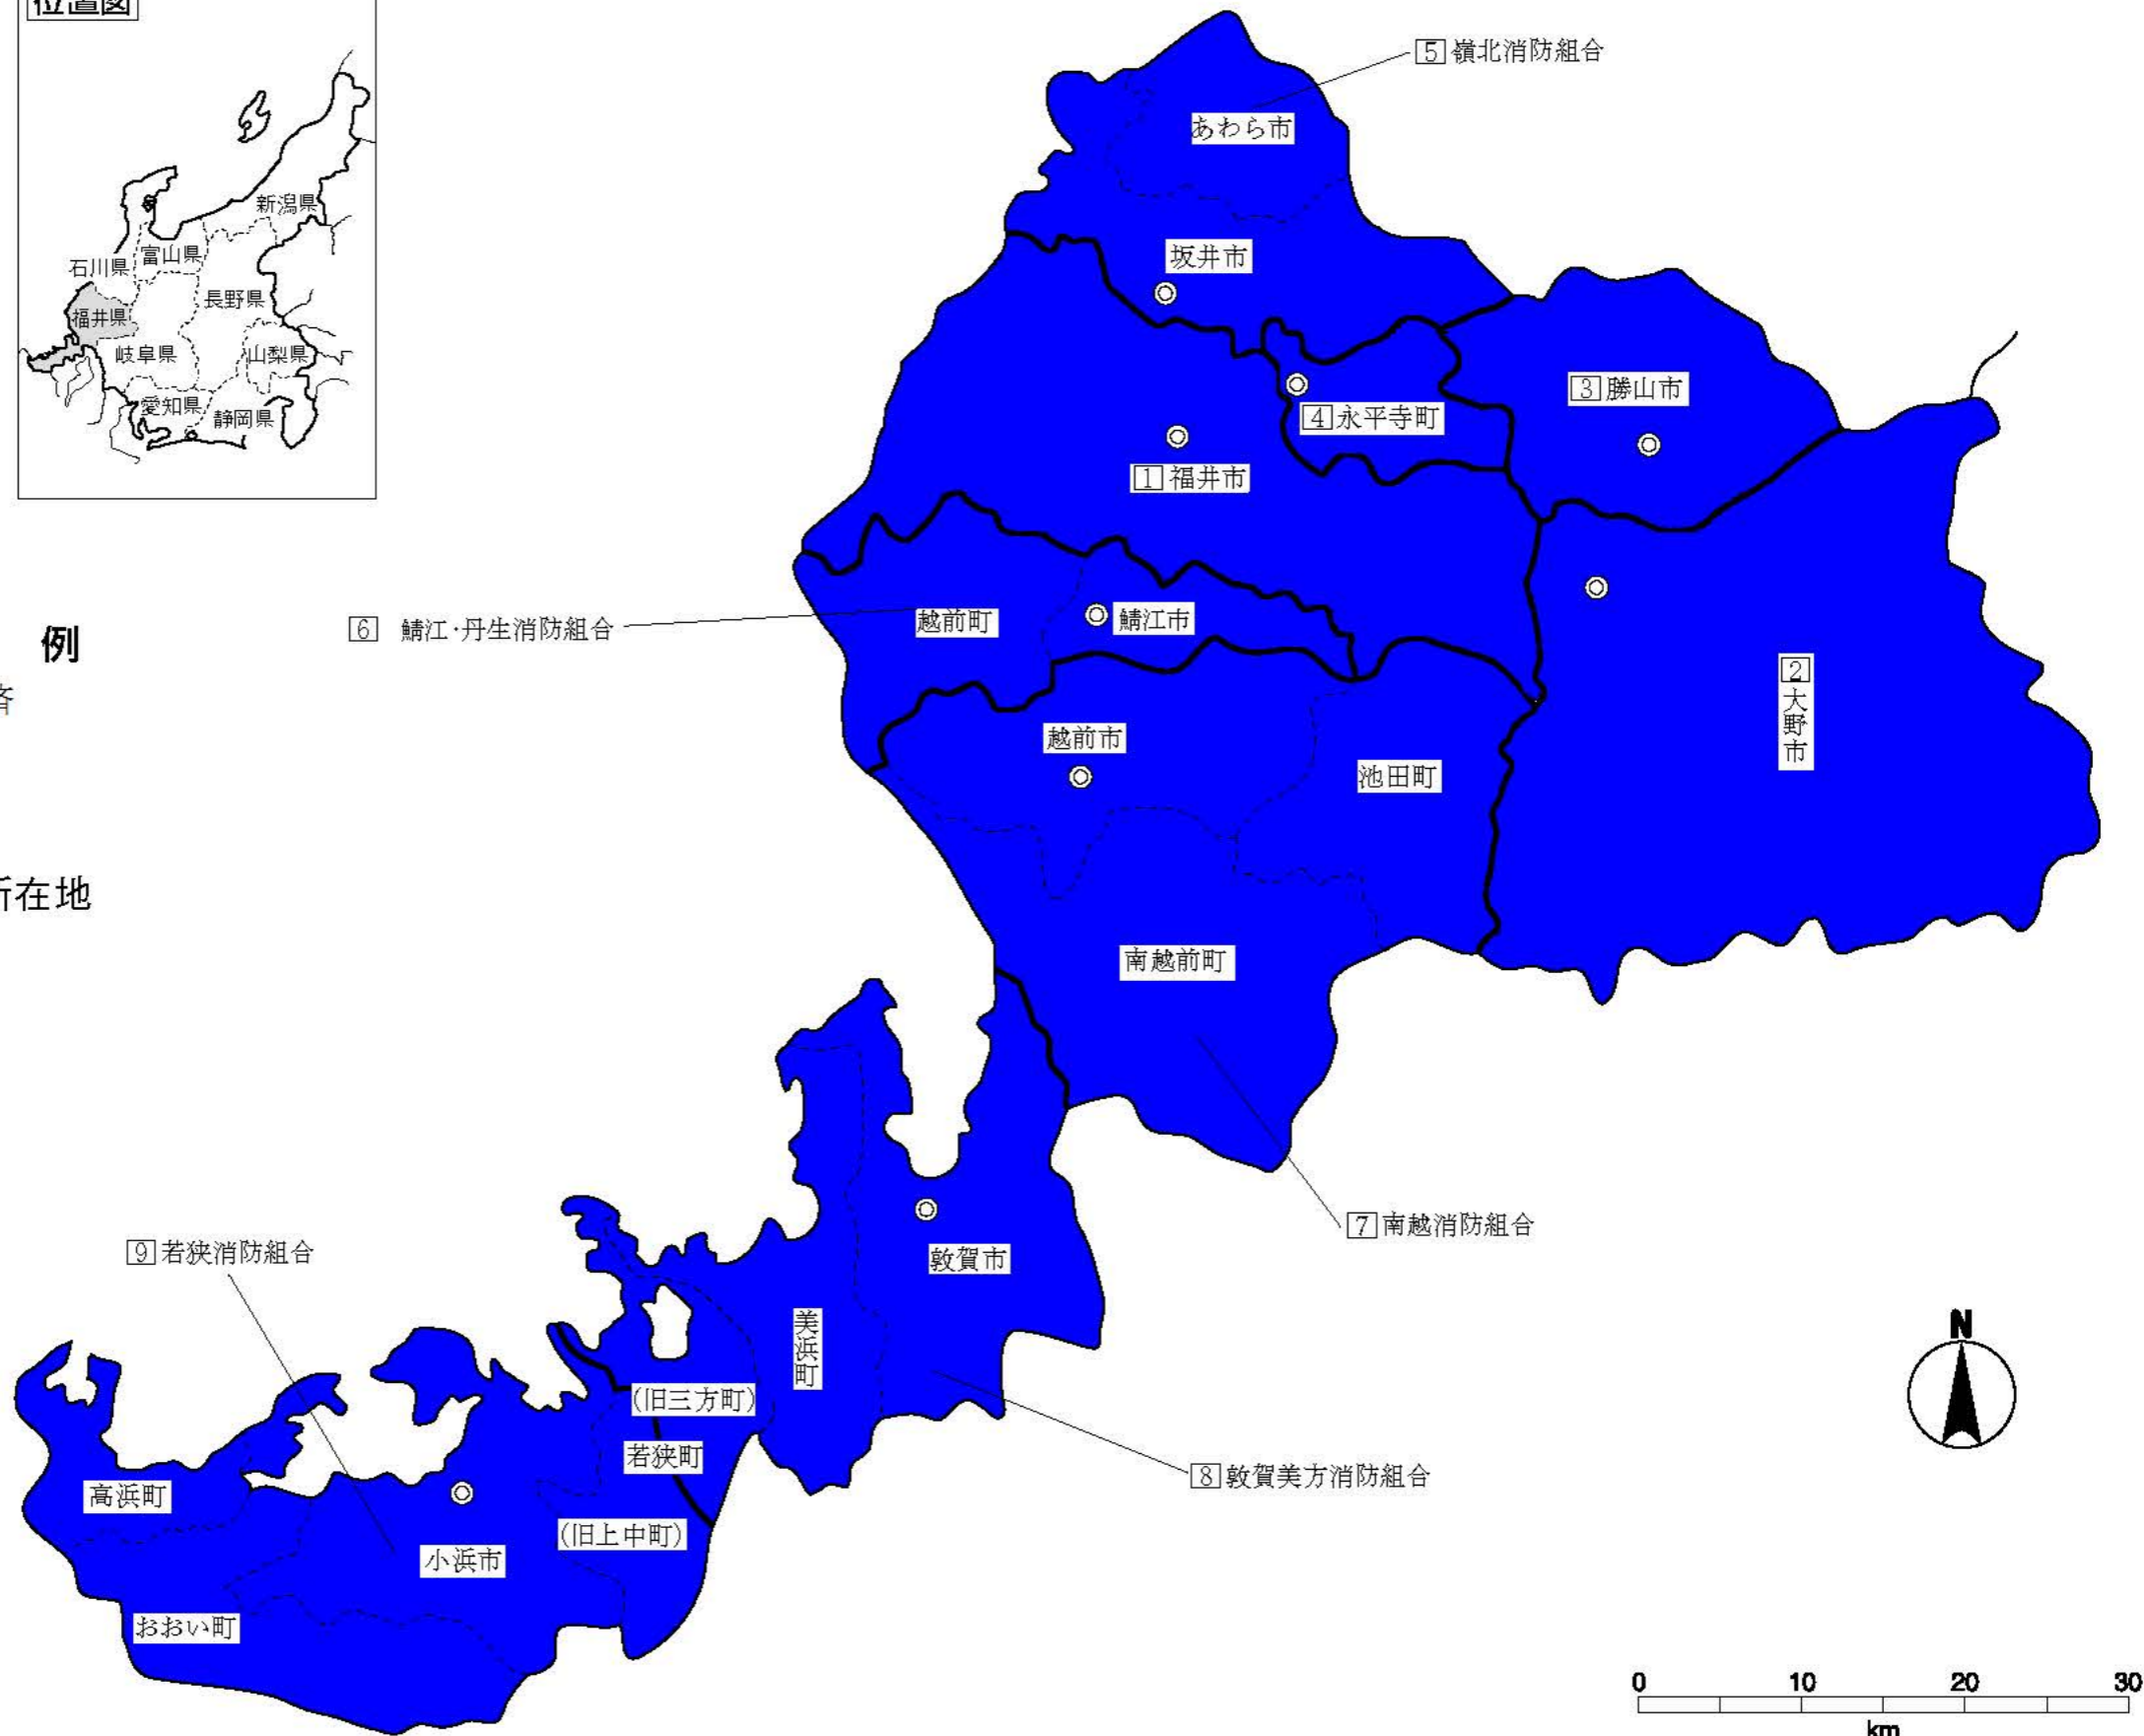 位置図
新潟県
富山県
石川県
長野県
福井県
岐阜県
山梨県
愛知県
静岡県
例
済
所在地
5 嶺北消防組合
あわら市
坂井市
3 勝山市
4 永平寺町
1 福井市
6 鯖江・丹生消防組合
越前町
鯖江市
2 大野市
越前市
池田町
南越前町
7 南越消防組合
9 若狭消防組合
敦賀市
美浜町
(旧三方町)
若狭町
8 敦賀美方消防組合
高浜町
(旧上中町)
小浜市
おおい町
N
0 10 20 30
km